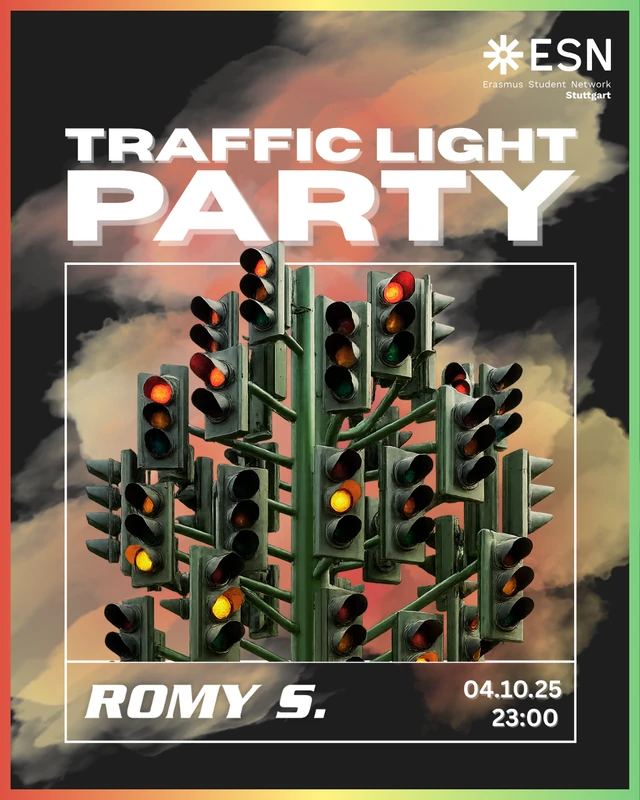 ESN
Erasmus Student Network
Stuttgart
TRAFFIC LIGHT
PARTY
ROMY S.
04.10.25
23:00